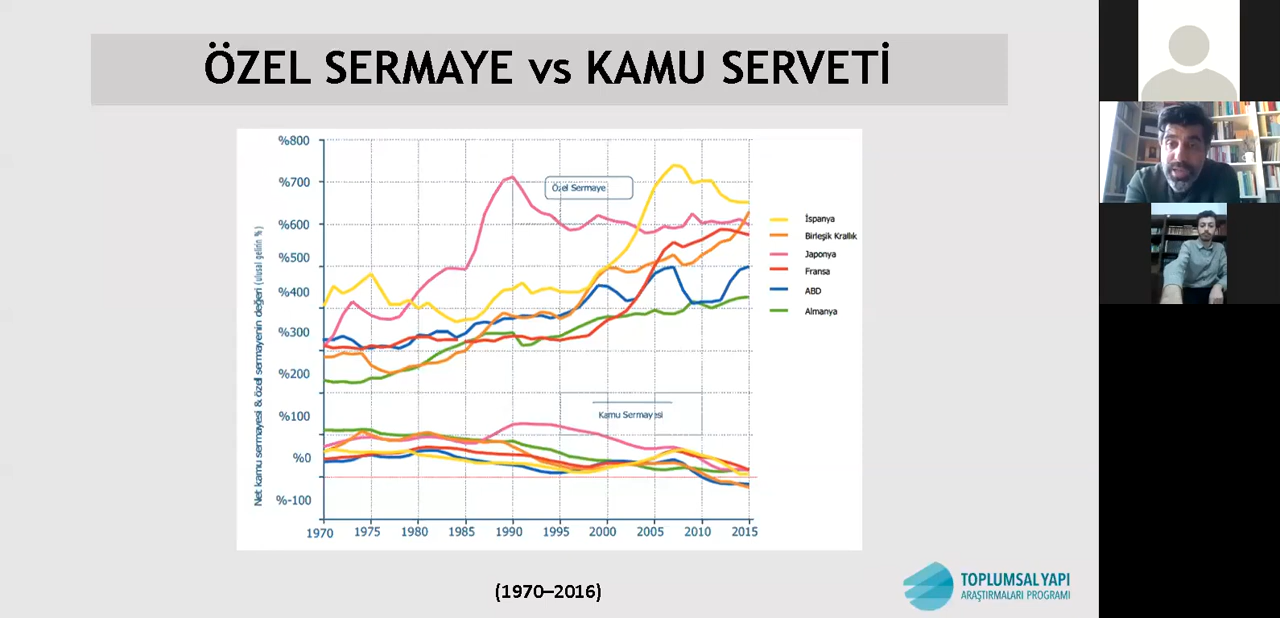 ÖZEL SERMAYE vs KAMU SERVETİ
Net kamu sermayesi & özel sermayenin değeri (ulusal gelirin %)
%800
%700
%600
%500
%400
%300
%200
%100
%0
%-100
Özel Sermaye
Kamu Sermayesi
İspanya
Birleşik Krallık
Japonya
Fransa
ABD
Almanya
1970 1975 1980 1985 1990 1995 2000 2005 2010 2015
(1970–2016)
TOPLUMSAL YAPI
ARAŞTIRMALARI PROGRAMI